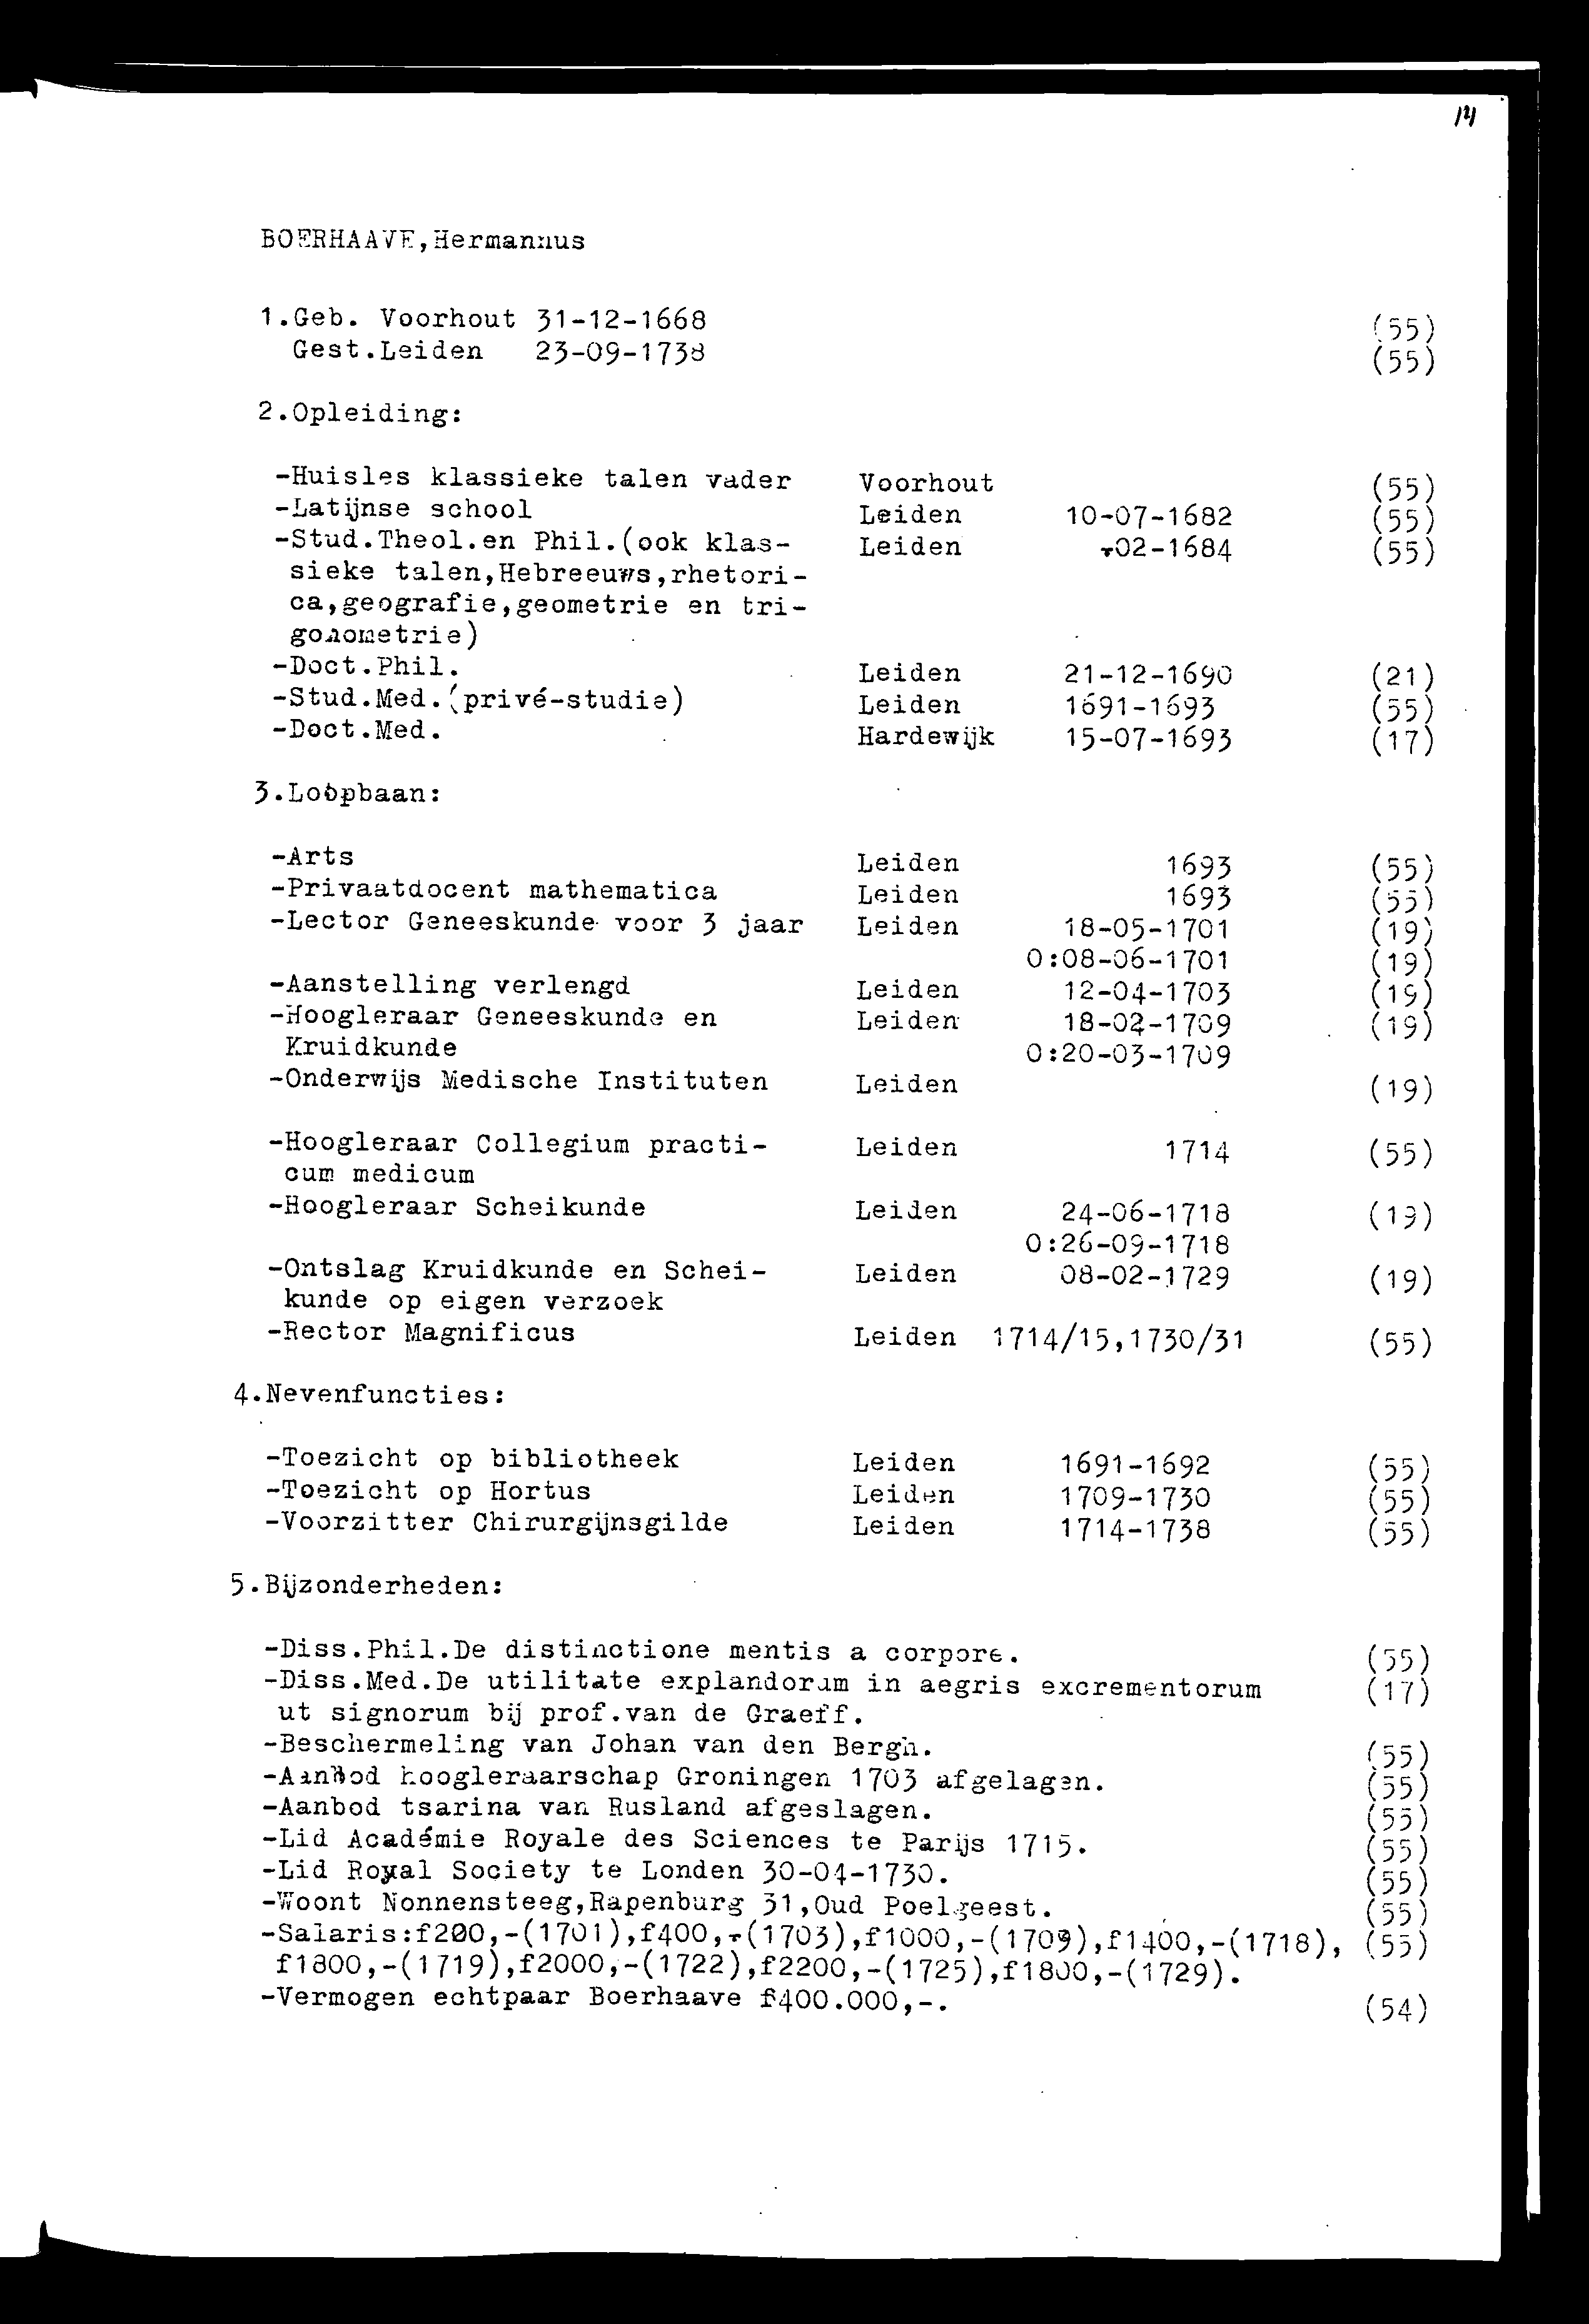 14
BOERHAAVE,Hermannus
1.Geb. Voorhout 31-12-1668 (55)
Gest.Leiden 23-09-1738 (55)
2.Opleiding:
-Huisles klassieke talen vader Voorhout (55)
-Latijnse school Leiden 10-07-1682 (55)
-Stud.Theol.en Phil.(ook klas- Leiden -02-1684 (55)
sieke talen,Hebreeuws,rhetori-
ca,geografie,geometrie en tri-
gonometrie)
-Doct.Phil. Leiden 21-12-1690 (21)
-Stud.Med.(privé-studie) Leiden 1691-1693 (55)
-Doct.Med. Hardewijk 15-07-1693 (17)
3.Loopbaan:
-Arts Leiden 1693 (55)
-Privaatdocent mathematica Leiden 1693 (55)
-Lector Geneeskunde voor 3 jaar Leiden 18-05-1701 (19)
O:08-06-1701 (19)
-Aanstelling verlengd Leiden 12-04-1703 (19)
-Hoogleraar Geneeskunde en Leiden 18-02-1709 (19)
Kruidkunde O:20-03-1709
-Onderwijs Medische Instituten Leiden (19)
-Hoogleraar Collegium practi- Leiden 1714 (55)
cum medicum
-Hoogleraar Scheikunde Leiden 24-06-1718 (19)
O:26-09-1718
-Ontslag Kruidkunde en Schei- Leiden 08-02-1729 (19)
kunde op eigen verzoek
-Rector Magnificus Leiden 1714/15,1730/31 (55)
4.Nevenfuncties:
-Toezicht op bibliotheek Leiden 1691-1692 (55)
-Toezicht op Hortus Leiden 1709-1730 (55)
-Voorzitter Chirurgijnsgilde Leiden 1714-1738 (55)
5.Bijzonderheden:
-Diss.Phil.De distinctione mentis a corpore. (55)
-Diss.Med.De utilitate explandorum in aegris excrementorum (17)
ut signorum bij prof.van de Graeff.
-Beschermeling van Johan van den Bergh. (55)
-Aanbod hoogleraarschap Groningen 1703 afgelagen. (55)
-Aanbod tsarina van Rusland afgeslagen. (55)
-Lid Académie Royale des Sciences te Parijs 1715. (55)
-Lid Royal Society te Londen 30-04-1730. (55)
-Woont Nonnensteeg,Rapenburg 31,Oud Poelgeest. (55)
-Salaris:f200,-(1701),f400,-(1703),f1000,-(1709),f1400,-(1718), (55)
f1800,-(1719),f2000,-(1722),f2200,-(1725),f1800,-(1729).
-Vermogen echtpaar Boerhaave f400.000,-. (54)